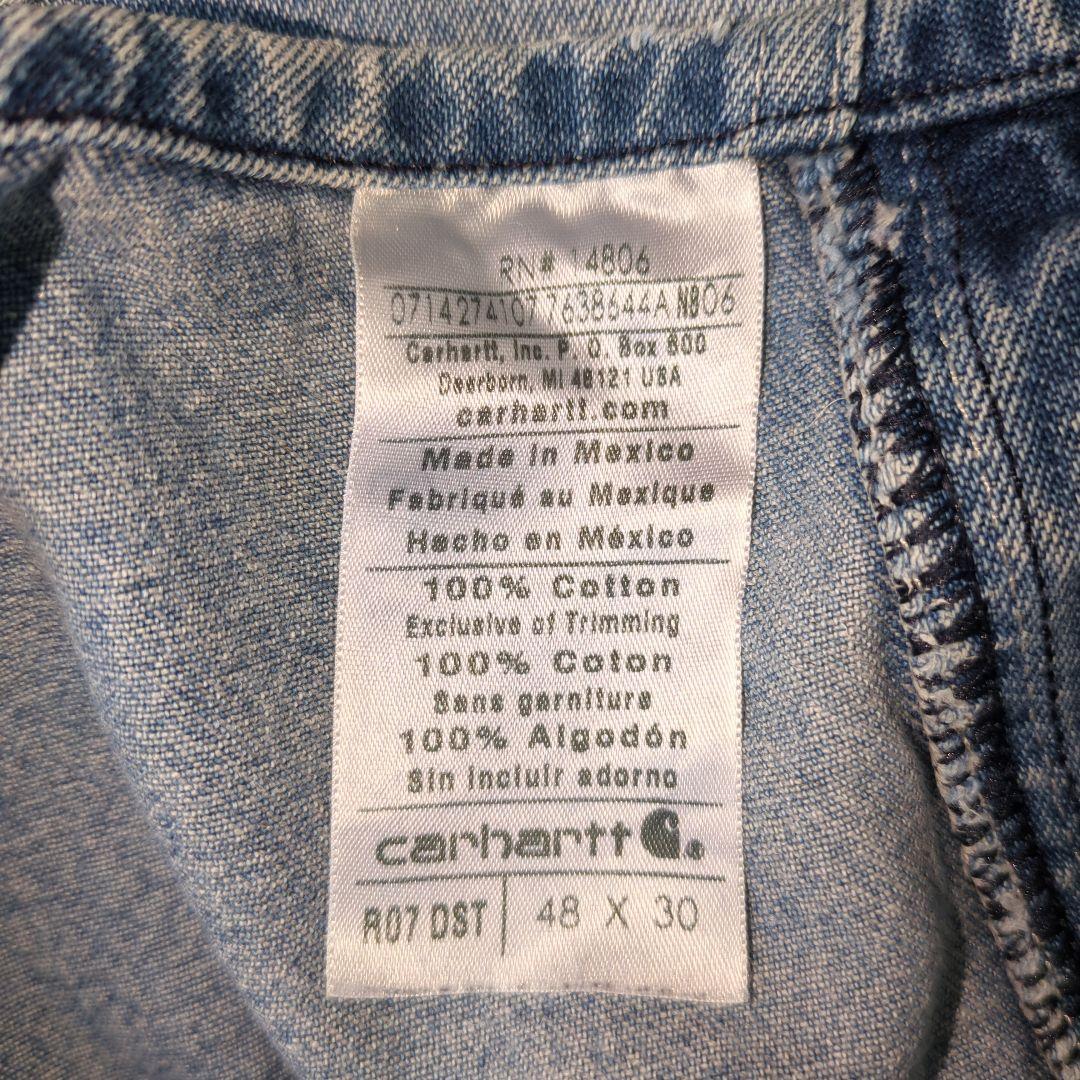 RN# 14806
0714274107 7638644A NB06
Carhartt, Inc. P. O. Box 600
Dearborn, MI 48121 USA
carhartt.com
Made in Mexico
Fabriqué au Mexique
Hecho en México
100% Cotton
Exclusive of Trimming
100% Coton
Sans garniture
100% Algodón
Sin incluir adorno
carhartt®
R07 DST 48 X 30